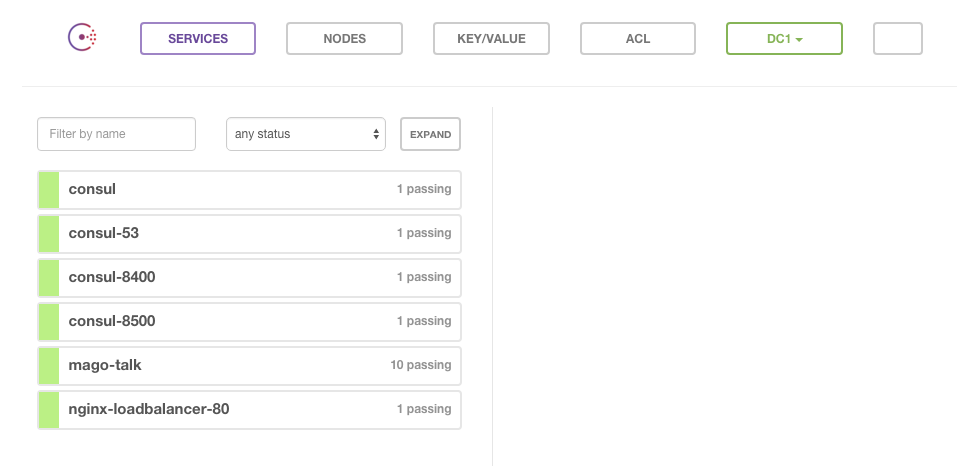 SERVICES NODES KEY/VALUE ACL DC1
Filter by name any status EXPAND
consul 1 passing
consul-53 1 passing
consul-8400 1 passing
consul-8500 1 passing
mago-talk 10 passing
nginx-loadbalancer-80 1 passing